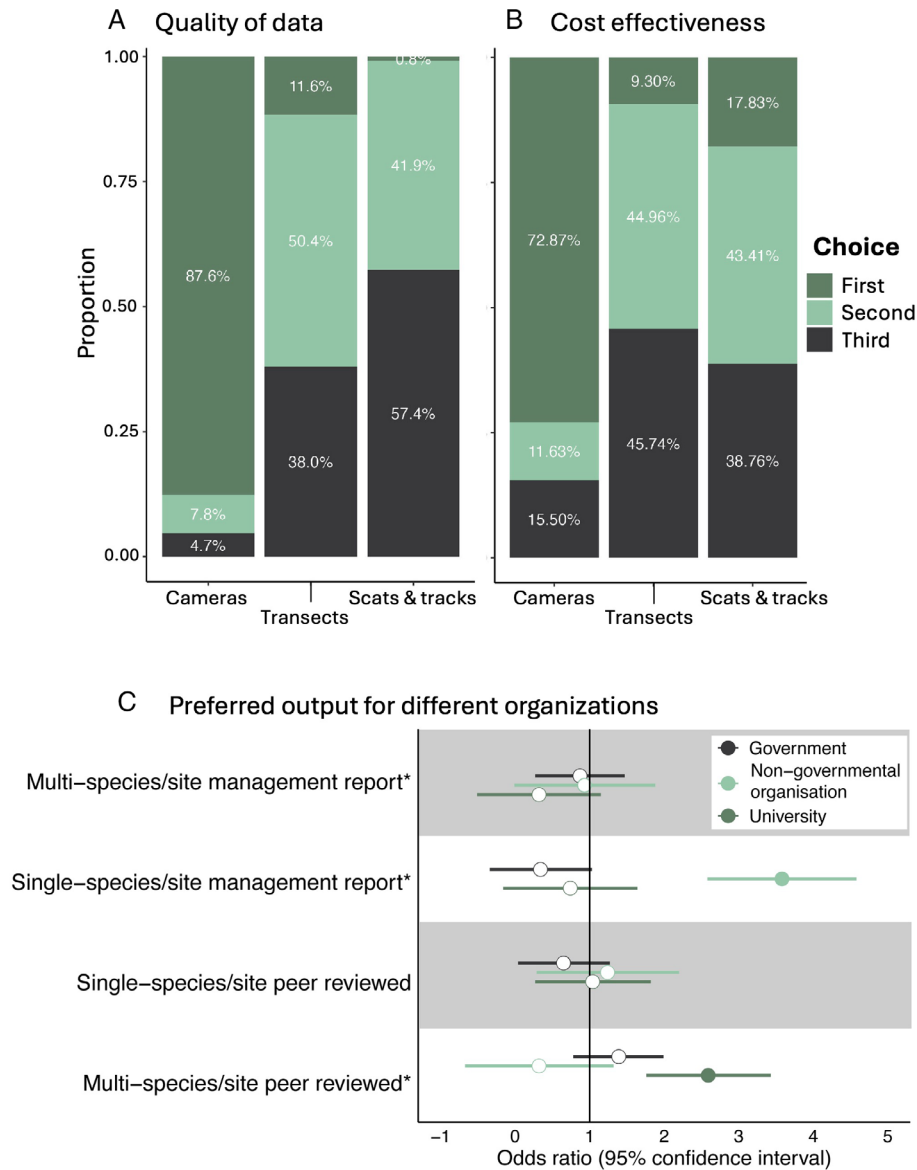 A Quality of data
B Cost effectiveness
1.00
0.75
0.50
0.25
0.00
Proportion
87.6%
7.8%
4.7%
11.6%
50.4%
38.0%
0.8%
41.9%
57.4%
Cameras
Transects
Scats & tracks
72.87%
11.63%
15.50%
9.30%
44.96%
45.74%
17.83%
43.41%
38.76%
Cameras
Transects
Scats & tracks
Choice
First
Second
Third
C Preferred output for different organizations
Government
Non-governmental
organisation
University
Multi-species/site management report*
Single-species/site management report*
Single-species/site peer reviewed
Multi-species/site peer reviewed*
-1 0 1 2 3 4 5
Odds ratio (95% confidence interval)